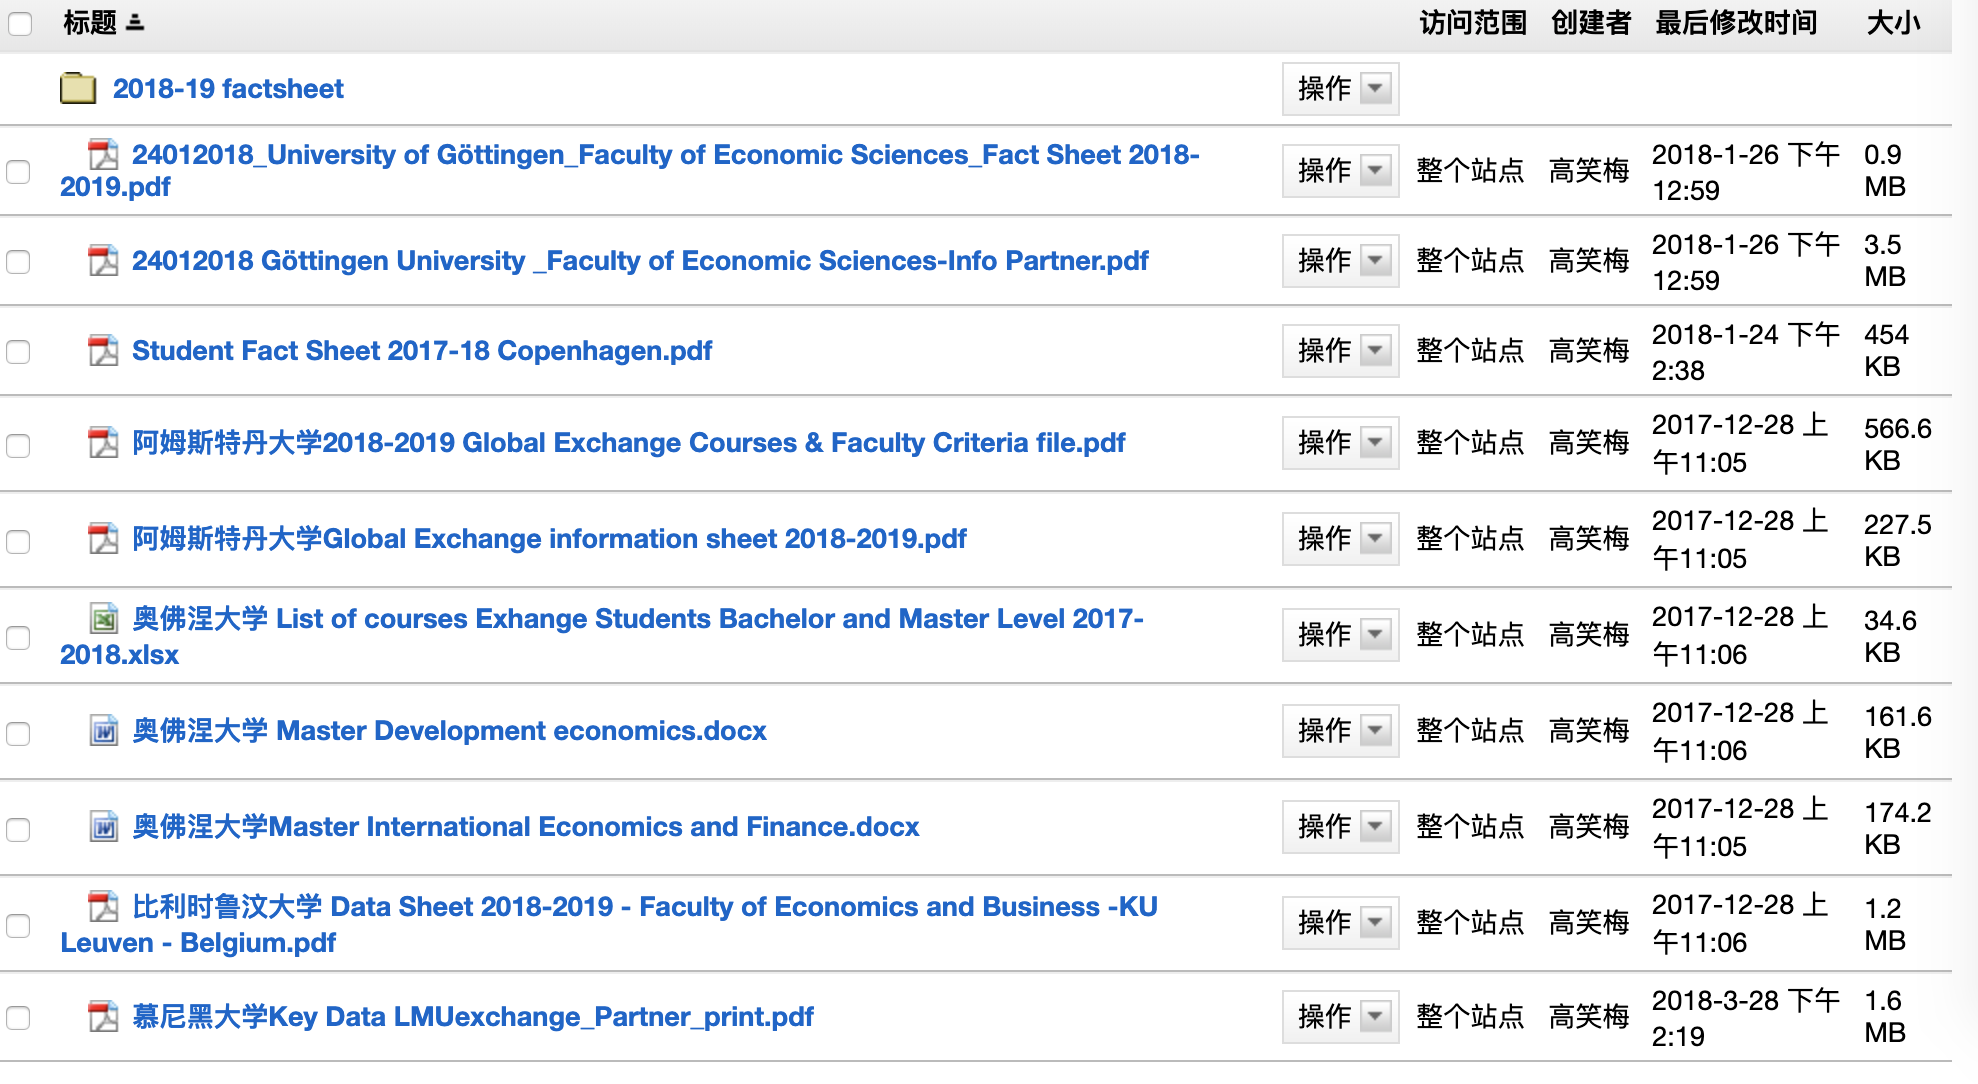 标题 访问范围 创建者 最后修改时间 大小
2018-19 factsheet 操作
24012018_University of Göttingen_Faculty of Economic Sciences_Fact Sheet 2018-
2019.pdf
操作 整个站点 高笑梅 2018-1-26 下午
12:59
0.9
MB
24012018 Göttingen University _Faculty of Economic Sciences-Info Partner.pdf
操作 整个站点 高笑梅 2018-1-26 下午
12:59
3.5
MB
Student Fact Sheet 2017-18 Copenhagen.pdf
操作 整个站点 高笑梅 2018-1-24 下午
2:38
454
KB
阿姆斯特丹大学2018-2019 Global Exchange Courses & Faculty Criteria file.pdf
操作 整个站点 高笑梅 2017-12-28 上
午11:05
566.6
KB
阿姆斯特丹大学Global Exchange information sheet 2018-2019.pdf
操作 整个站点 高笑梅 2017-12-28 上
午11:05
227.5
KB
奥佛涅大学 List of courses Exhange Students Bachelor and Master Level 2017-
2018.xlsx
操作 整个站点 高笑梅 2017-12-28 上
午11:06
34.6
KB
奥佛涅大学 Master Development economics.docx
操作 整个站点 高笑梅 2017-12-28 上
午11:06
161.6
KB
奥佛涅大学Master International Economics and Finance.docx
操作 整个站点 高笑梅 2017-12-28 上
午11:05
174.2
KB
比利时鲁汶大学 Data Sheet 2018-2019 - Faculty of Economics and Business -KU
Leuven - Belgium.pdf
操作 整个站点 高笑梅 2017-12-28 上
午11:06
1.2
MB
慕尼黑大学Key Data LMUexchange_Partner_print.pdf
操作 整个站点 高笑梅 2018-3-28 下午
2:19
1.6
MB